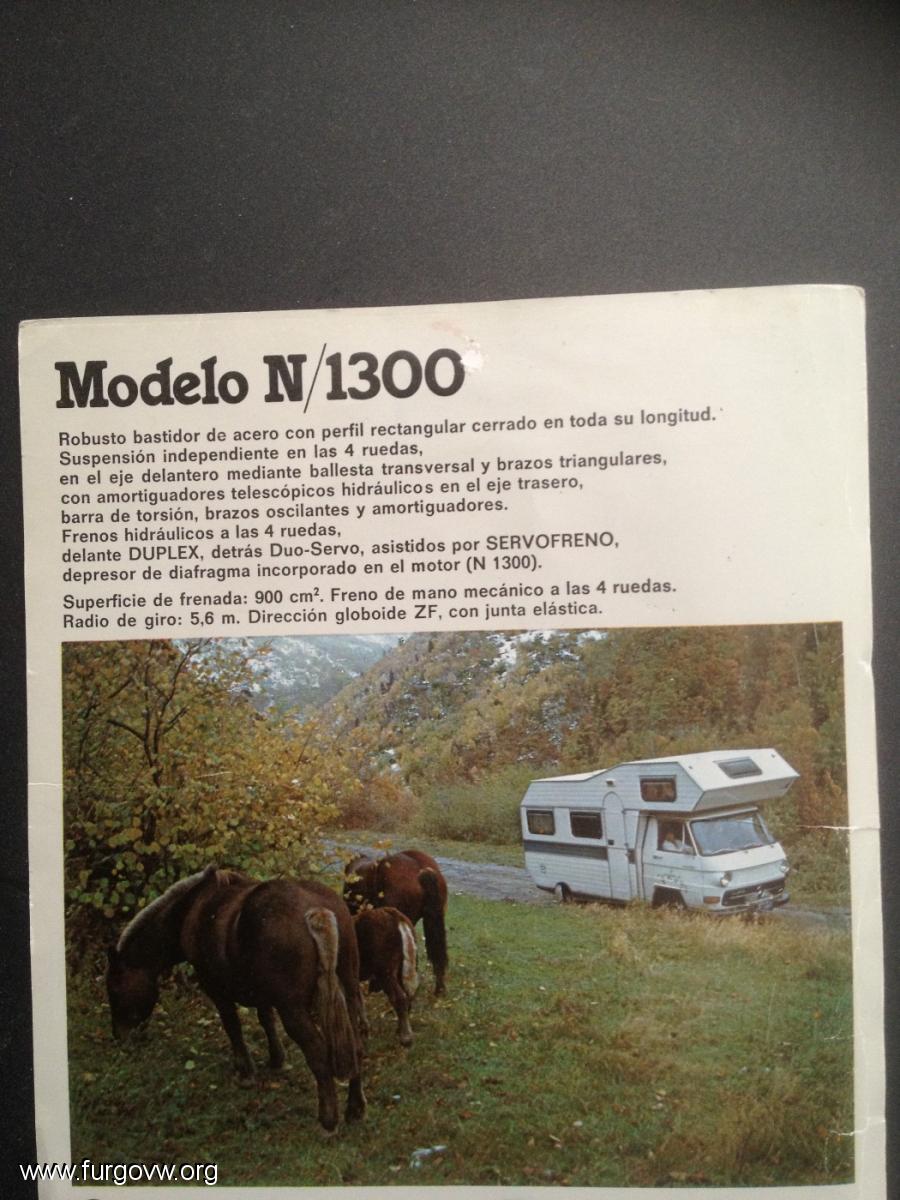 Modelo N/1300
Robusto bastidor de acero con perfil rectangular cerrado en toda su longitud.
Suspensión independiente en las 4 ruedas,
en el eje delantero mediante ballesta transversal y brazos triangulares,
con amortiguadores telescópicos hidráulicos en el eje trasero,
barra de torsión, brazos oscilantes y amortiguadores.
Frenos hidráulicos a las 4 ruedas,
delante DUPLEX, detrás Duo-Servo, asistidos por SERVOFRENO,
depresor de diafragma incorporado en el motor (N 1300).
Superficie de frenada: 900 cm². Freno de mano mecánico a las 4 ruedas.
Radio de giro: 5,6 m. Dirección globoide ZF, con junta elástica.
www.furgovw.org